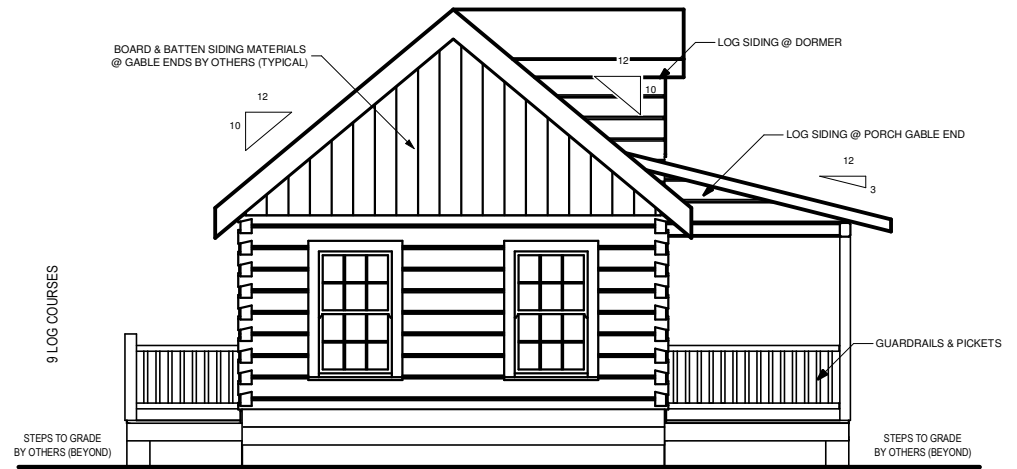 BOARD & BATTEN SIDING MATERIALS
@ GABLE ENDS BY OTHERS (TYPICAL)
LOG SIDING @ DORMER
12
10
12
10
LOG SIDING @ PORCH GABLE END
12
3
9 LOG COURSES
GUARDRAILS & PICKETS
STEPS TO GRADE
BY OTHERS (BEYOND)
STEPS TO GRADE
BY OTHERS (BEYOND)